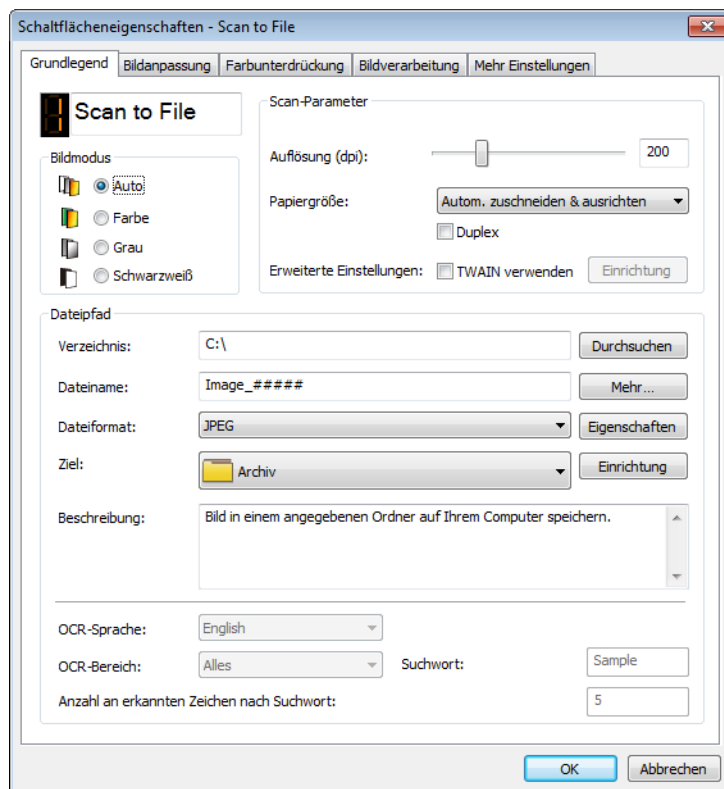 Schaltflächeneigenschaften - Scan to File
Grundlegend Bildanpassung Farbunterdrückung Bildverarbeitung Mehr Einstellungen
1 Scan to File
Bildmodus
Auto
Farbe
Grau
Schwarzweiß
Scan-Parameter
Auflösung (dpi): 200
Papiergröße: Autom. zuschneiden & ausrichten
Duplex
Erweiterte Einstellungen: TWAIN verwenden Einrichtung
Dateipfad
Verzeichnis: C:\ Durchsuchen
Dateiname: Image_##### Mehr...
Dateiformat: JPEG Eigenschaften
Ziel: Archiv Einrichtung
Beschreibung: Bild in einem angegebenen Ordner auf Ihrem Computer speichern.
OCR-Sprache: English
OCR-Bereich: Alles Suchwort: Sample
Anzahl an erkannten Zeichen nach Suchwort: 5
OK Abbrechen